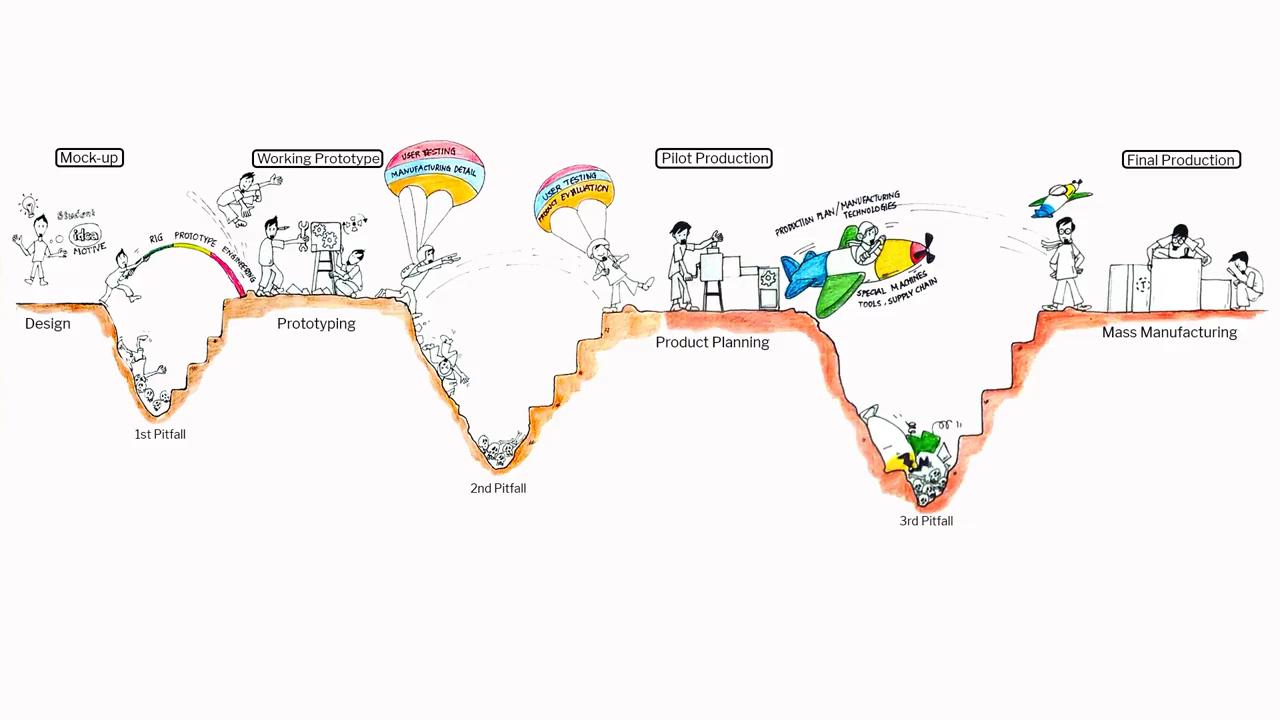 Mock-up
Working Prototype
Pilot Production
Final Production
Student
idea
MOTIVE
RIG PROTOTYPE ENGINEERING
USER TESTING
MANUFACTURING DETAIL
USER TESTING
PRODUCT EVALUATION
PRODUCTION PLAN/MANUFACTURING
TECHNOLOGIES
SPECIAL MACHINES
TOOLS, SUPPLY CHAIN
Design
Prototyping
Product Planning
Mass Manufacturing
1st Pitfall
2nd Pitfall
3rd Pitfall